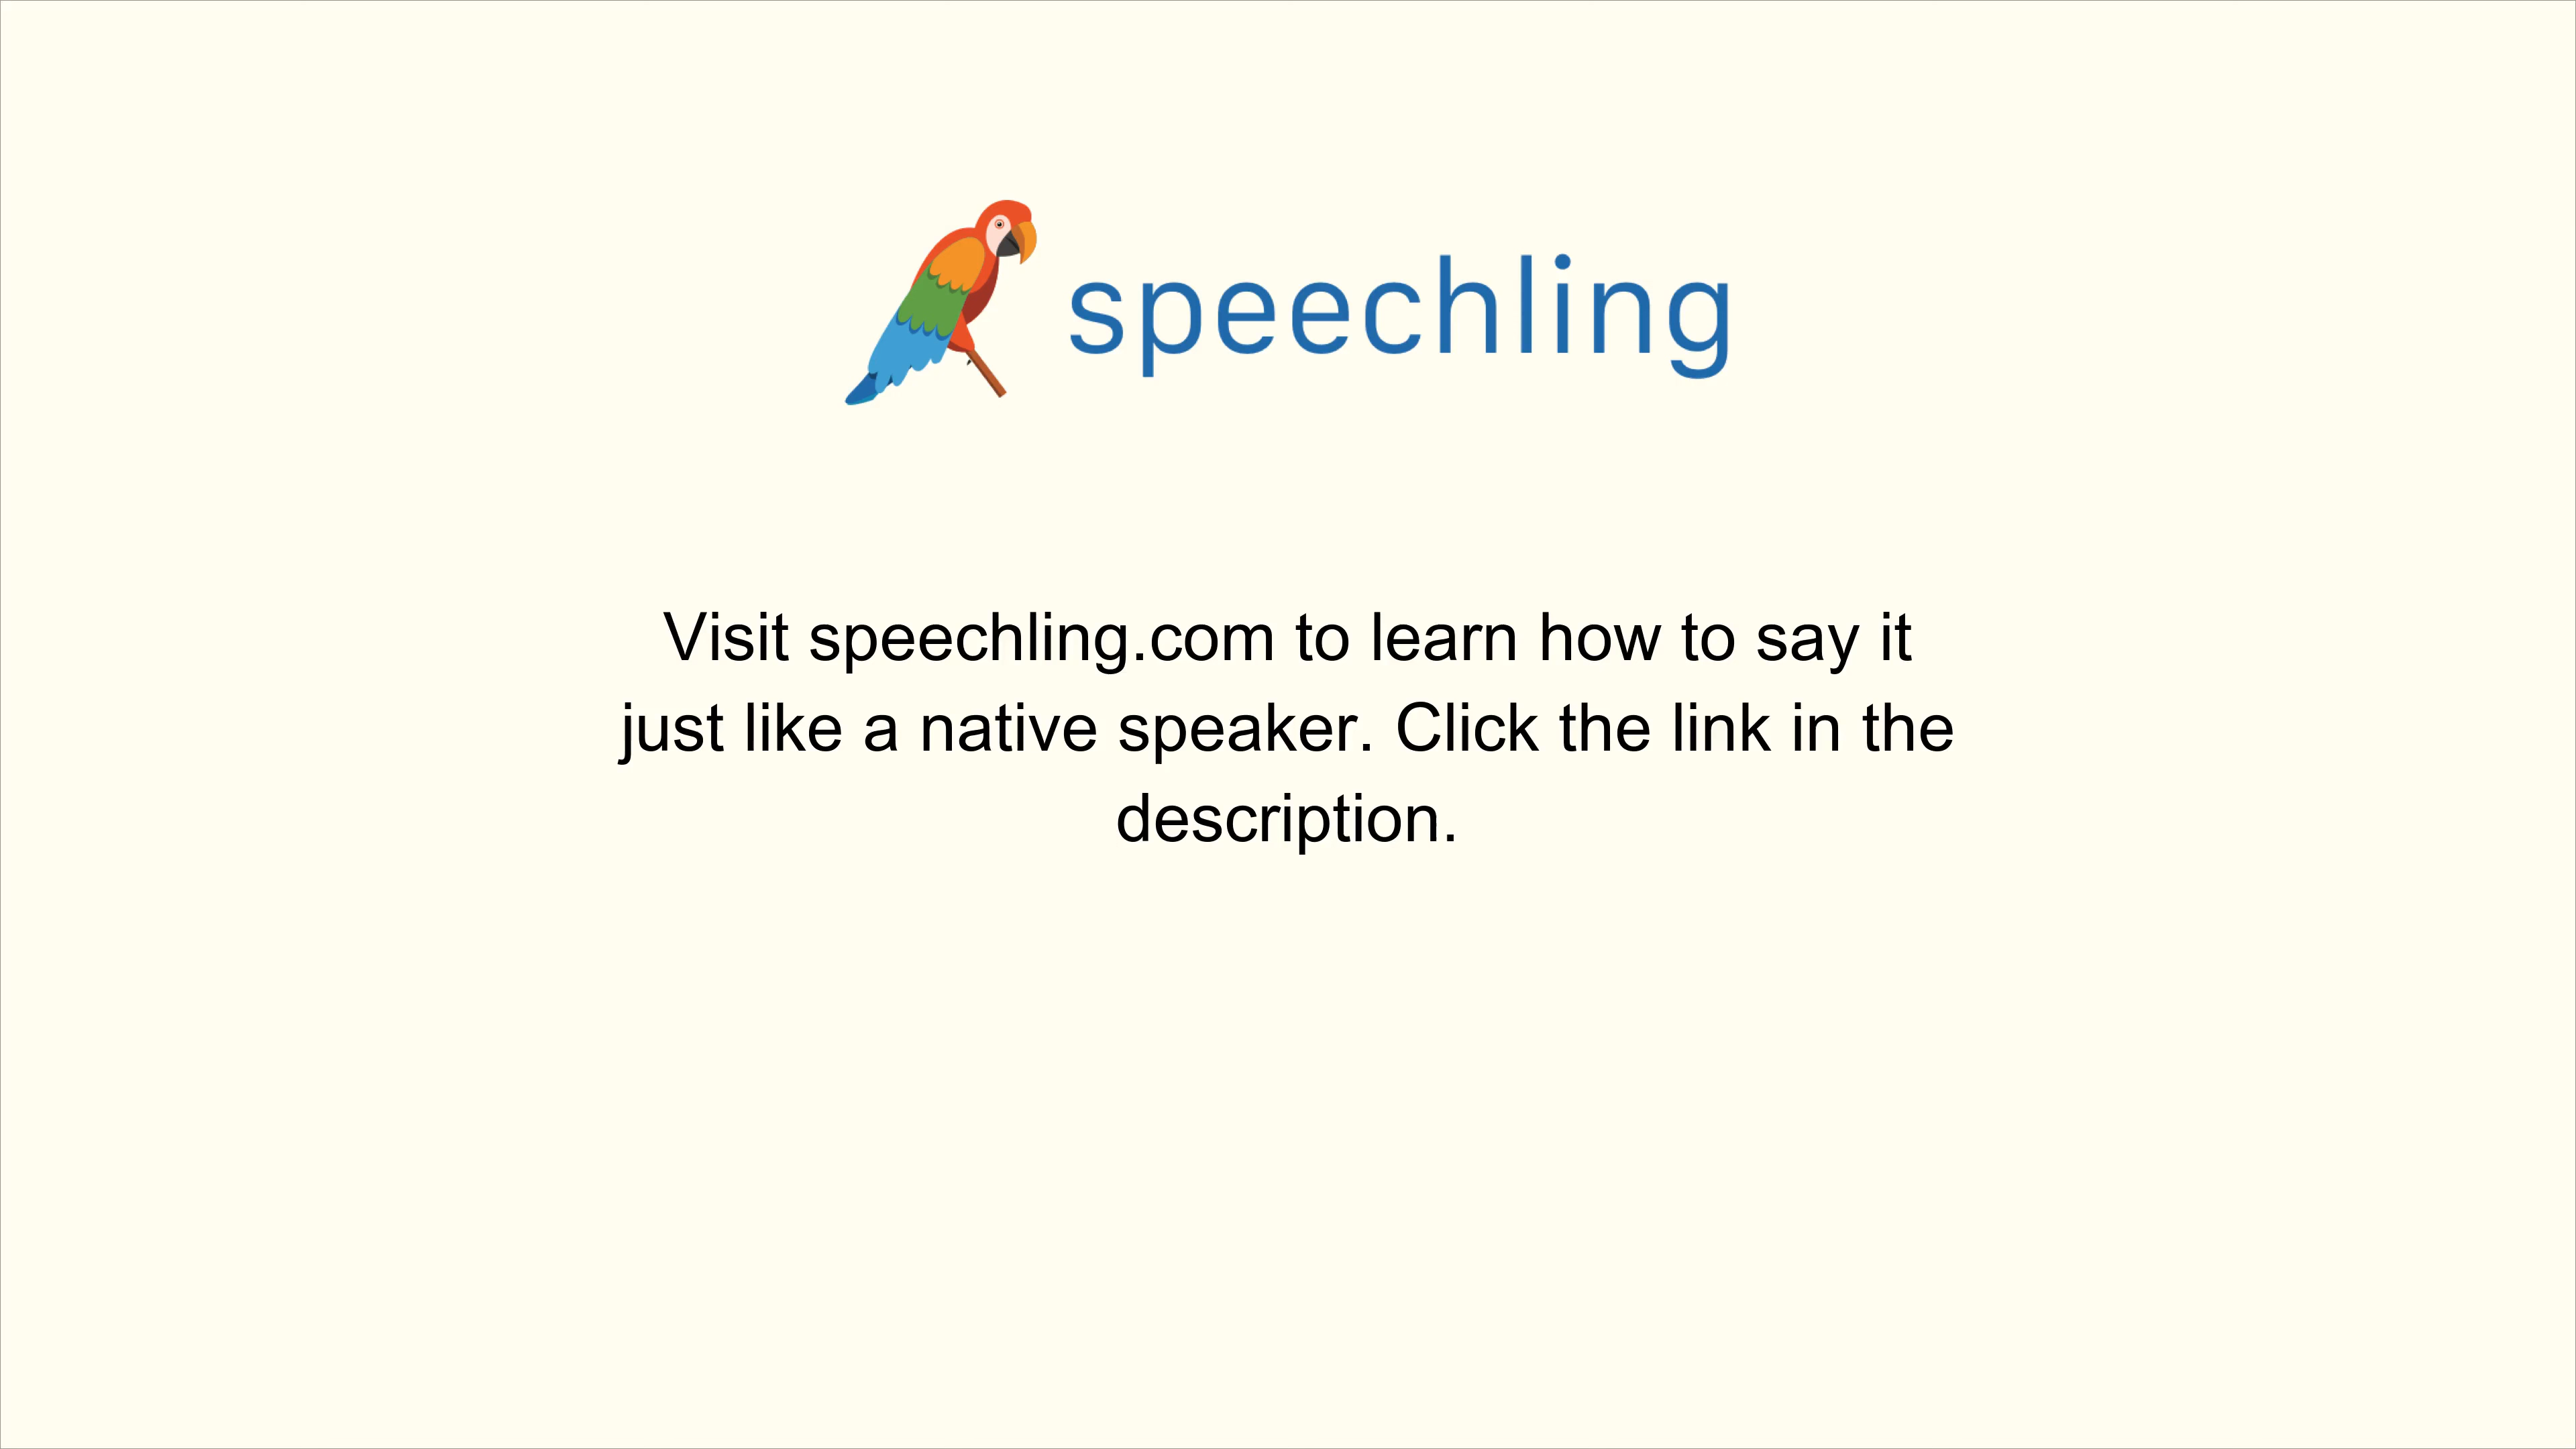 speechling
Visit speechling.com to learn how to say it
just like a native speaker. Click the link in the
description.